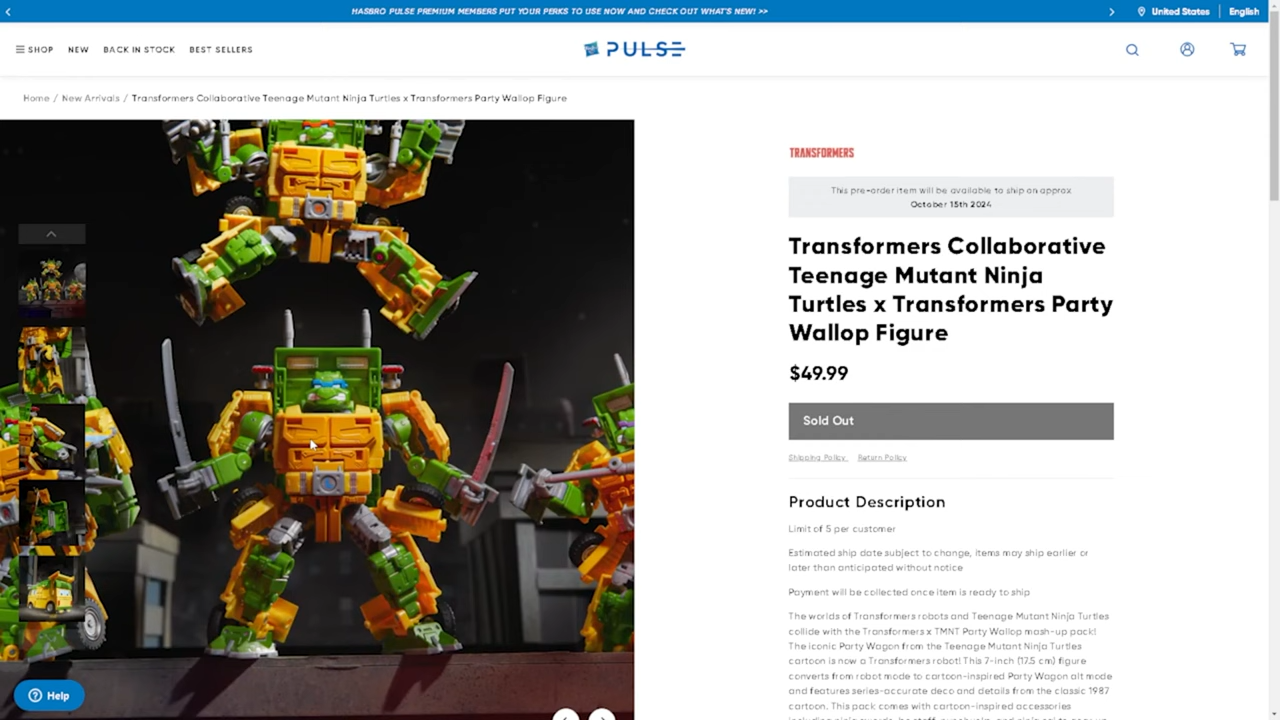 HASBRO PULSE PREMIUM MEMBERS PUT YOUR PERKS TO USE NOW AND CHECK OUT WHAT'S NEW! >>
United States
English
SHOP
NEW
BACK IN STOCK
BEST SELLERS
PULSE
Home / New Arrivals / Transformers Collaborative Teenage Mutant Ninja Turtles x Transformers Party Wallop Figure
TRANSFORMERS
This pre-order item will be available to ship on approx
October 15th 2024
Transformers Collaborative
Teenage Mutant Ninja
Turtles x Transformers Party
Wallop Figure
$49.99
Sold Out
Shipping Policy
Return Policy
Product Description
Limit of 5 per customer
Estimated ship date subject to change, items may ship earlier or
later than anticipated without notice
Payment will be collected once item is ready to ship
The worlds of Transformers robots and Teenage Mutant Ninja Turtles
collide with the Transformers x TMNT Party Wallop mash-up pack!
The iconic Party Wagon from the Teenage Mutant Ninja Turtles
cartoon is now a Transformers robot! This 7-inch (17.5 cm) figure
converts from robot mode to cartoon-inspired Party Wagon alt mode
and features series-accurate deco and details from the classic 1987
cartoon. This pack comes with cartoon-inspired accessories
Help